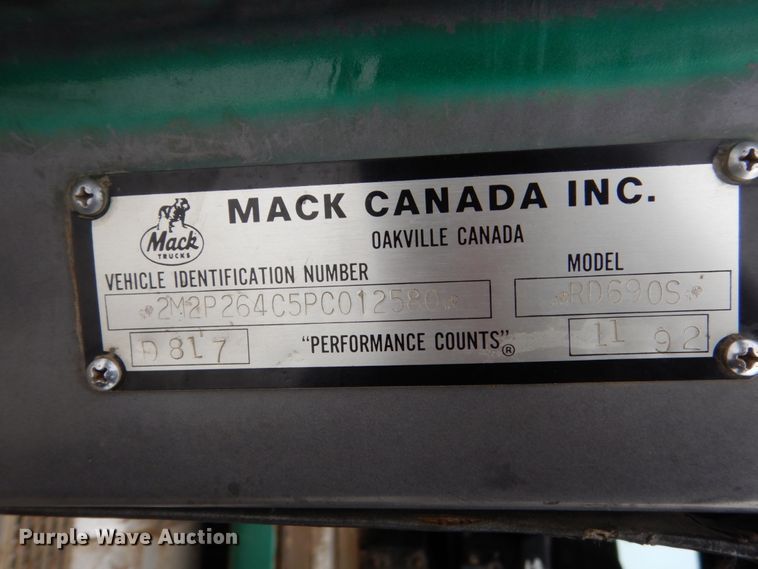 MACK CANADA INC.
OAKVILLE CANADA
Mack
TRUCKS
VEHICLE IDENTIFICATION NUMBER
MODEL
*2M2P264C5PC012580*
*RD690S*
D 817
"PERFORMANCE COUNTS"®
11 92
Purple Wave Auction